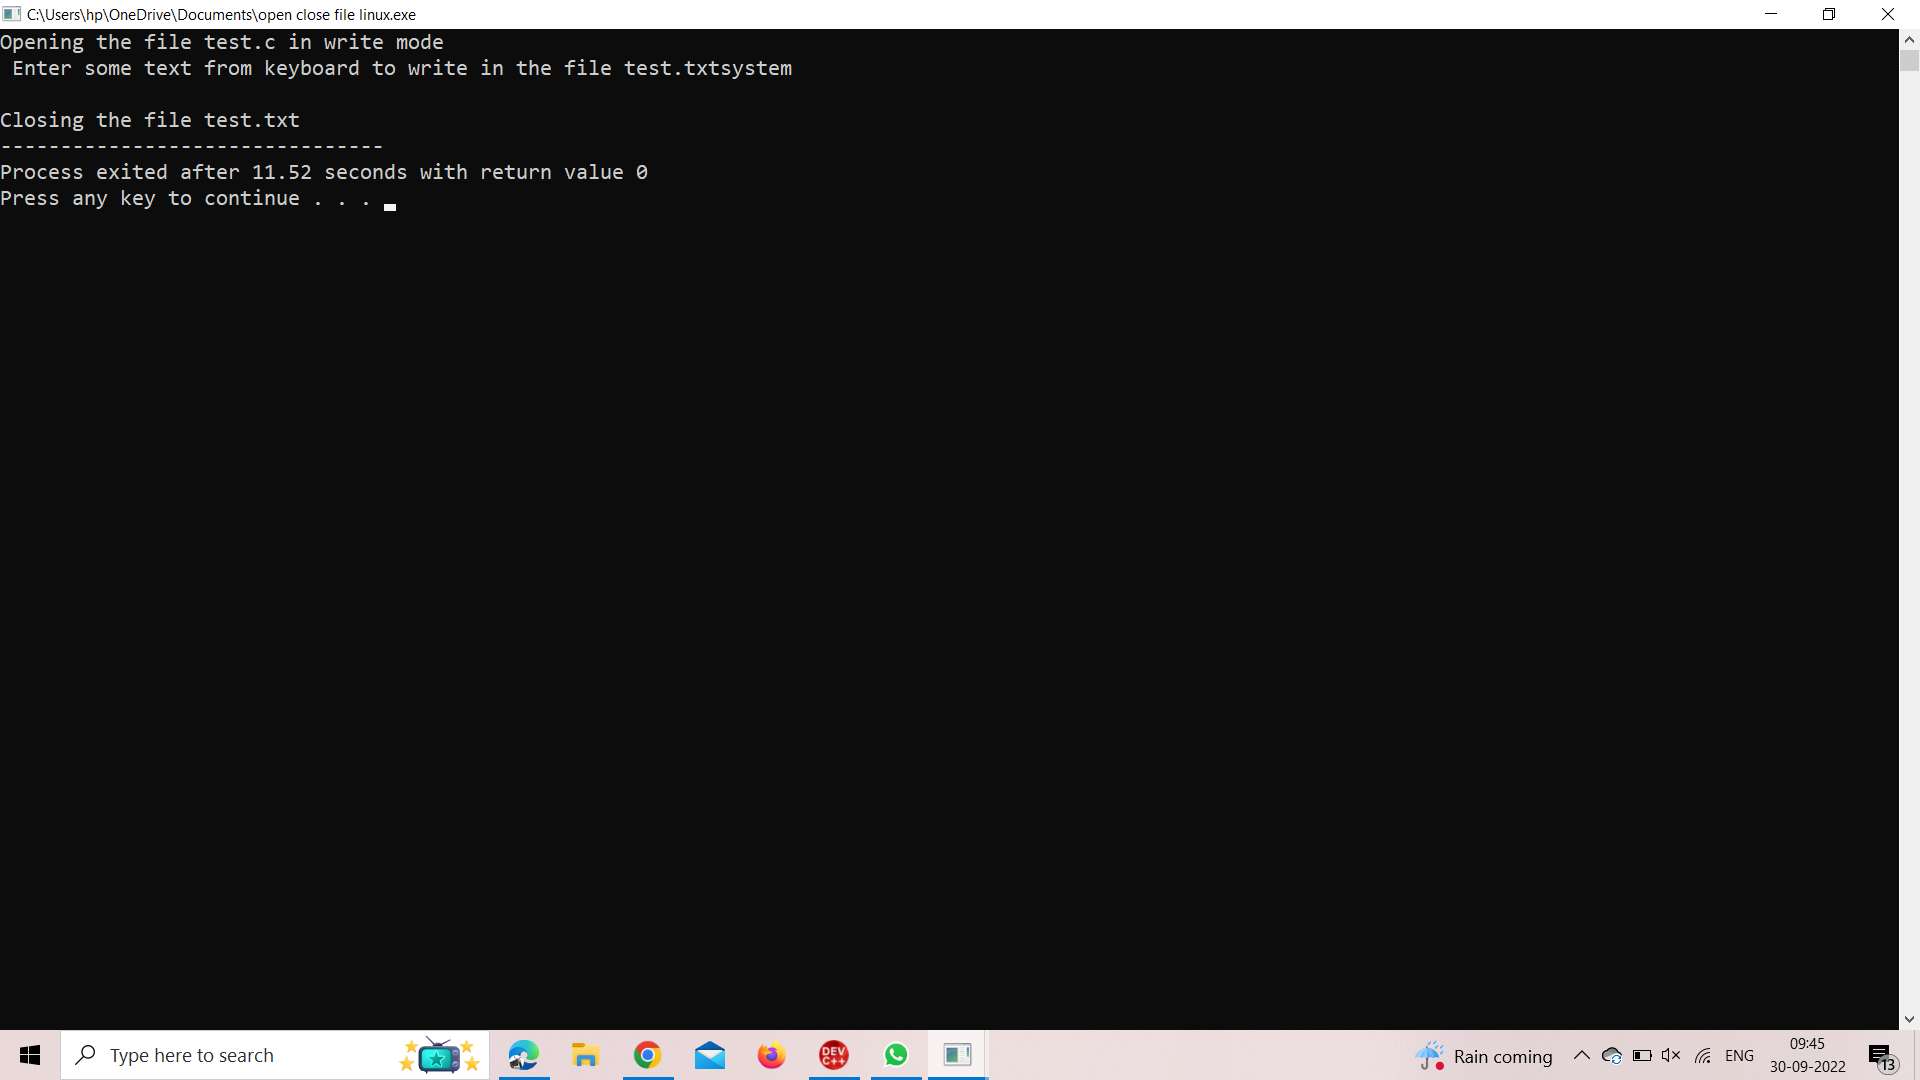 C:\Users\hp\OneDrive\Documents\open close file linux.exe
Opening the file test.c in write mode
 Enter some text from keyboard to write in the file test.txtsystem

Closing the file test.txt
--------------------------------
Process exited after 11.52 seconds with return value 0
Press any key to continue . . .
Type here to search
DEV C++
Rain coming
ENG
09:45
30-09-2022
13